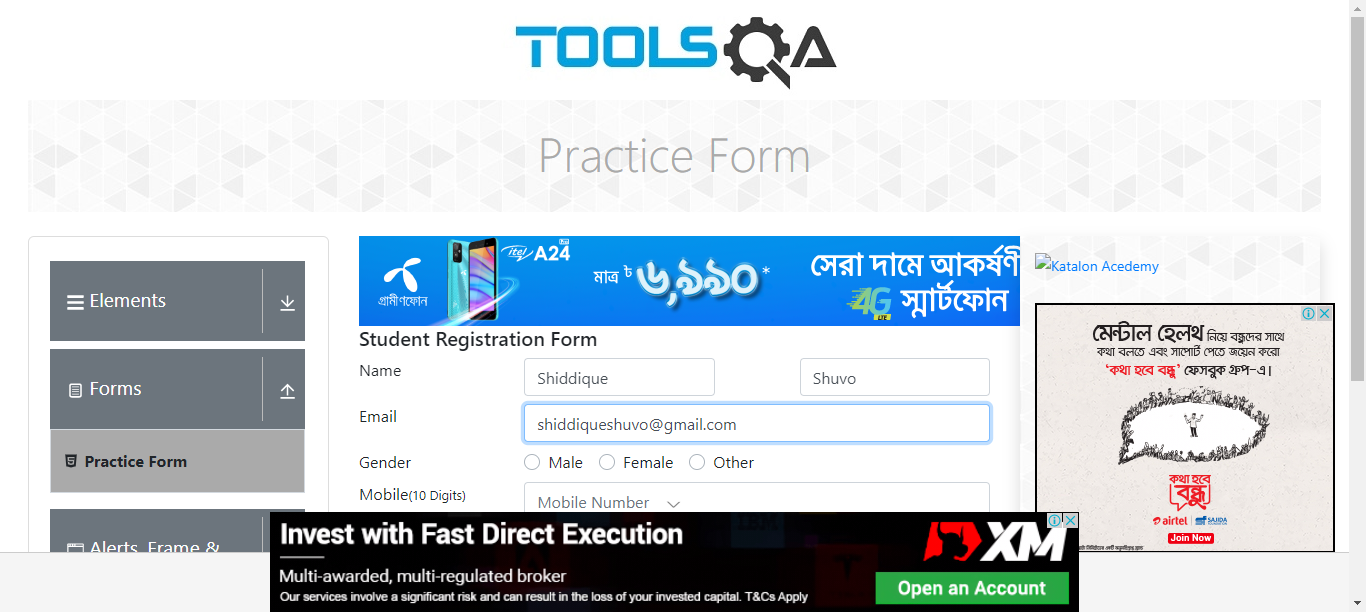 TOOLSQA
Practice Form
Elements
Forms
Practice Form
Alerts, Frame &
গ্রামীণফোন
itel A24
মাত্র ৳ ৬,৯৯০*
সেরা দামে আকর্ষণী
4G LTE স্মার্টফোন
Student Registration Form
Name
Shiddique
Shuvo
Email
shiddiqueshuvo@gmail.com
Gender
Male
Female
Other
Mobile(10 Digits)
Mobile Number
Katalon Acedemy
মেন্টাল হেলথ নিয়ে বন্ধুদের সাথে
কথা বলতে এবং সাপোর্ট পেতে জয়েন করো
'কথা হবে বন্ধু' ফেসবুক গ্রুপ-এ।
কথা হবে
বন্ধু
airtel
SAJIDA
FOUNDATION
Join Now
Invest with Fast Direct Execution
XM
Multi-awarded, multi-regulated broker
Our services involve a significant risk and can result in the loss of your invested capital. T&Cs Apply
Open an Account